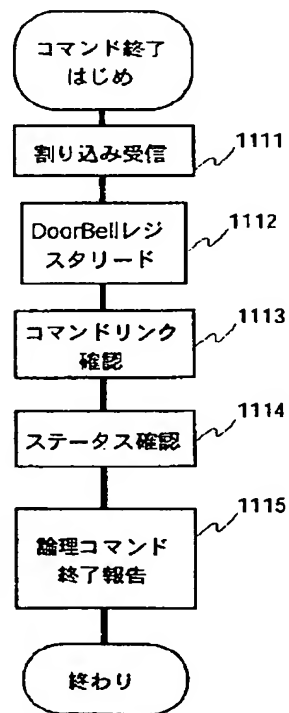 コマンド終了
はじめ
割り込み受信
1111
DoorBellレジ
スタリード
1112
コマンドリンク
確認
1113
ステータス確認
1114
論理コマンド
終了報告
1115
終わり